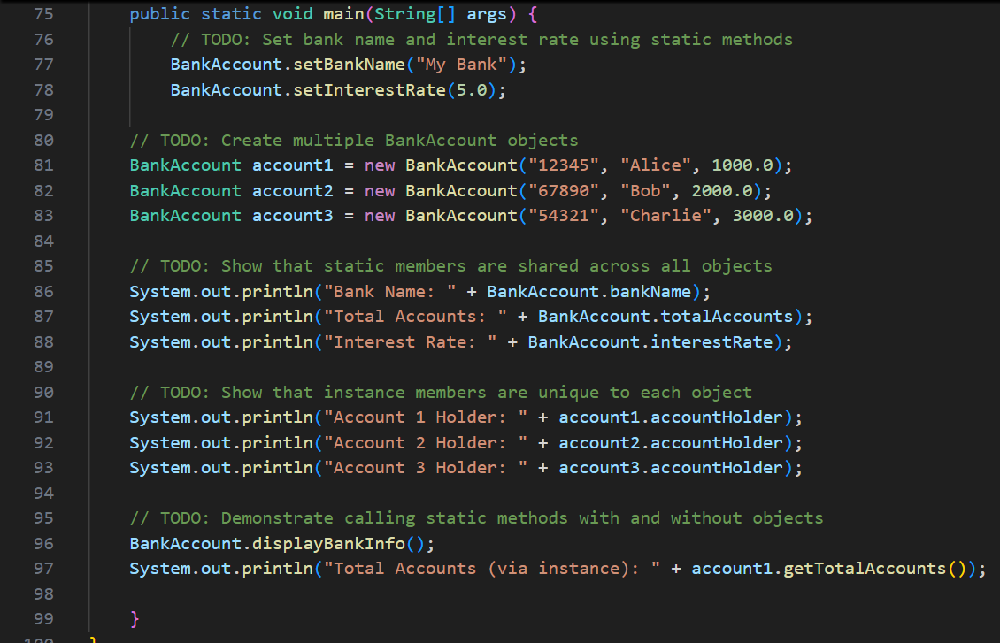 75 public static void main(String[] args) {
76 // TODO: Set bank name and interest rate using static methods
77 BankAccount.setBankName("My Bank");
78 BankAccount.setInterestRate(5.0);
79
80 // TODO: Create multiple BankAccount objects
81 BankAccount account1 = new BankAccount("12345", "Alice", 1000.0);
82 BankAccount account2 = new BankAccount("67890", "Bob", 2000.0);
83 BankAccount account3 = new BankAccount("54321", "Charlie", 3000.0);
84
85 // TODO: Show that static members are shared across all objects
86 System.out.println("Bank Name: " + BankAccount.bankName);
87 System.out.println("Total Accounts: " + BankAccount.totalAccounts);
88 System.out.println("Interest Rate: " + BankAccount.interestRate);
89
90 // TODO: Show that instance members are unique to each object
91 System.out.println("Account 1 Holder: " + account1.accountHolder);
92 System.out.println("Account 2 Holder: " + account2.accountHolder);
93 System.out.println("Account 3 Holder: " + account3.accountHolder);
94
95 // TODO: Demonstrate calling static methods with and without objects
96 BankAccount.displayBankInfo();
97 System.out.println("Total Accounts (via instance): " + account1.getTotalAccounts());
98
99 }